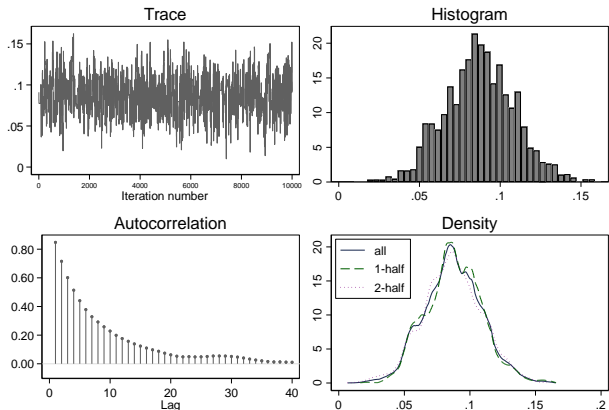 Trace
.15
.1
.05
0
0 2000 4000 6000 8000 10000
Iteration number
Histogram
20
15
10
5
0
0 .05 .1 .15
Autocorrelation
0.80
0.60
0.40
0.20
0.00
0 10 20 30 40
Lag
Density
20
15
10
5
0
all
1-half
2-half
0 .05 .1 .15 .2